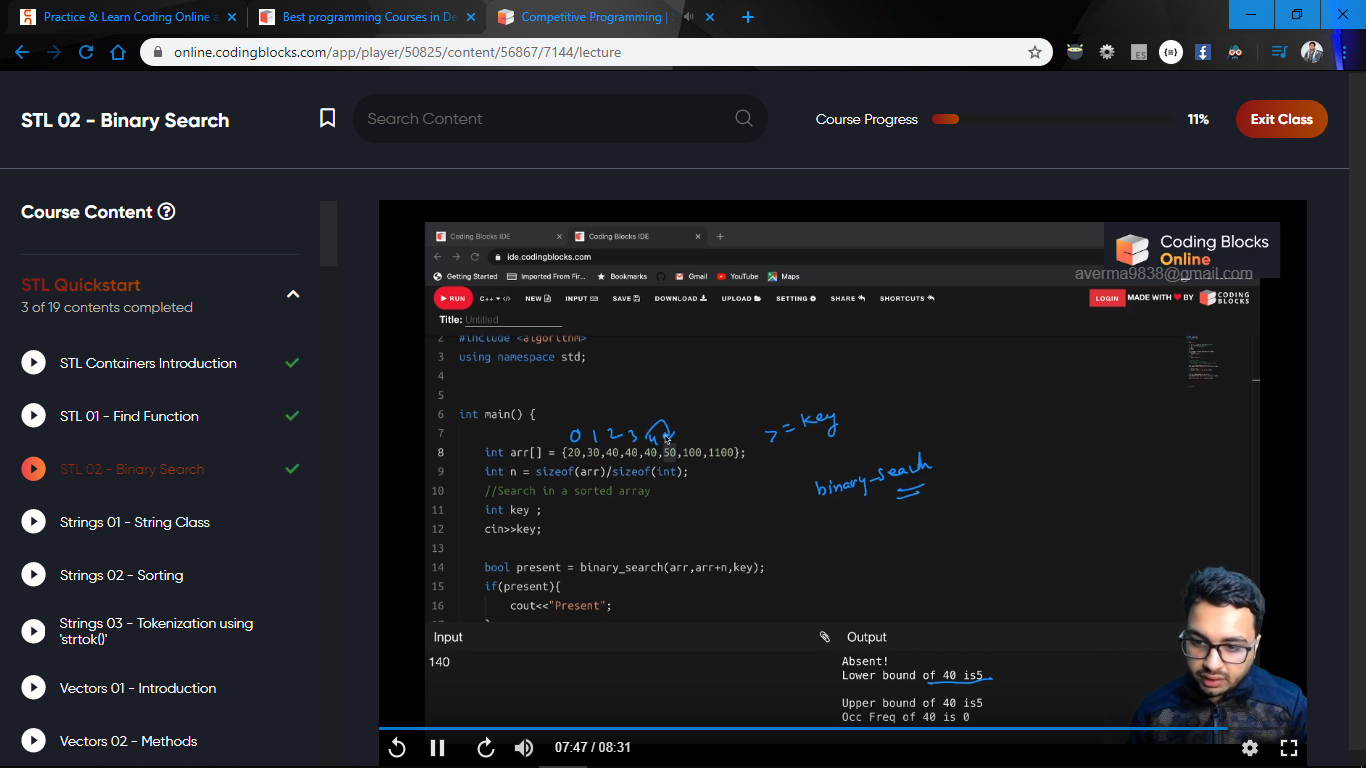 Practice & Learn Coding Online a
Best programming Courses in De
Competitive Programming | S
online.codingblocks.com/app/player/50825/content/56867/7144/lecture
ES
STL 02 - Binary Search
Search Content
Course Progress
11%
Exit Class
Course Content
STL Quickstart
3 of 19 contents completed
STL Containers Introduction
STL 01 - Find Function
STL 02 - Binary Search
Strings 01 - String Class
Strings 02 - Sorting
Strings 03 - Tokenization using
'strtok()'
Vectors 01 - Introduction
Vectors 02 - Methods
Coding Blocks IDE
Coding Blocks IDE
ide.codingblocks.com
Getting Started
Imported From Fir...
Bookmarks
Gmail
YouTube
Maps
Coding Blocks
Online
averma9838@gmail.com
RUN
C++
NEW
INPUT
SAVE
DOWNLOAD
UPLOAD
SETTING
SHARE
SHORTCUTS
LOGIN
MADE WITH ♥ BY
CODING
BLOCKS
Title: Untitled
2 #include <algorithm>
3 using namespace std;
4
5
6 int main() {
7
0 1 2 3 4
>= key
8 int arr[] = {20,30,40,40,40,50,100,1100};
9 int n = sizeof(arr)/sizeof(int);
binary_search
10 //Search in a sorted array
11 int key ;
12 cin>>key;
13
14 bool present = binary_search(arr,arr+n,key);
15 if(present){
16 cout<<"Present";
Input
140
Output
Absent!
Lower bound of 40 is5
Upper bound of 40 is5
Occ Freq of 40 is 0
07:47 / 08:31